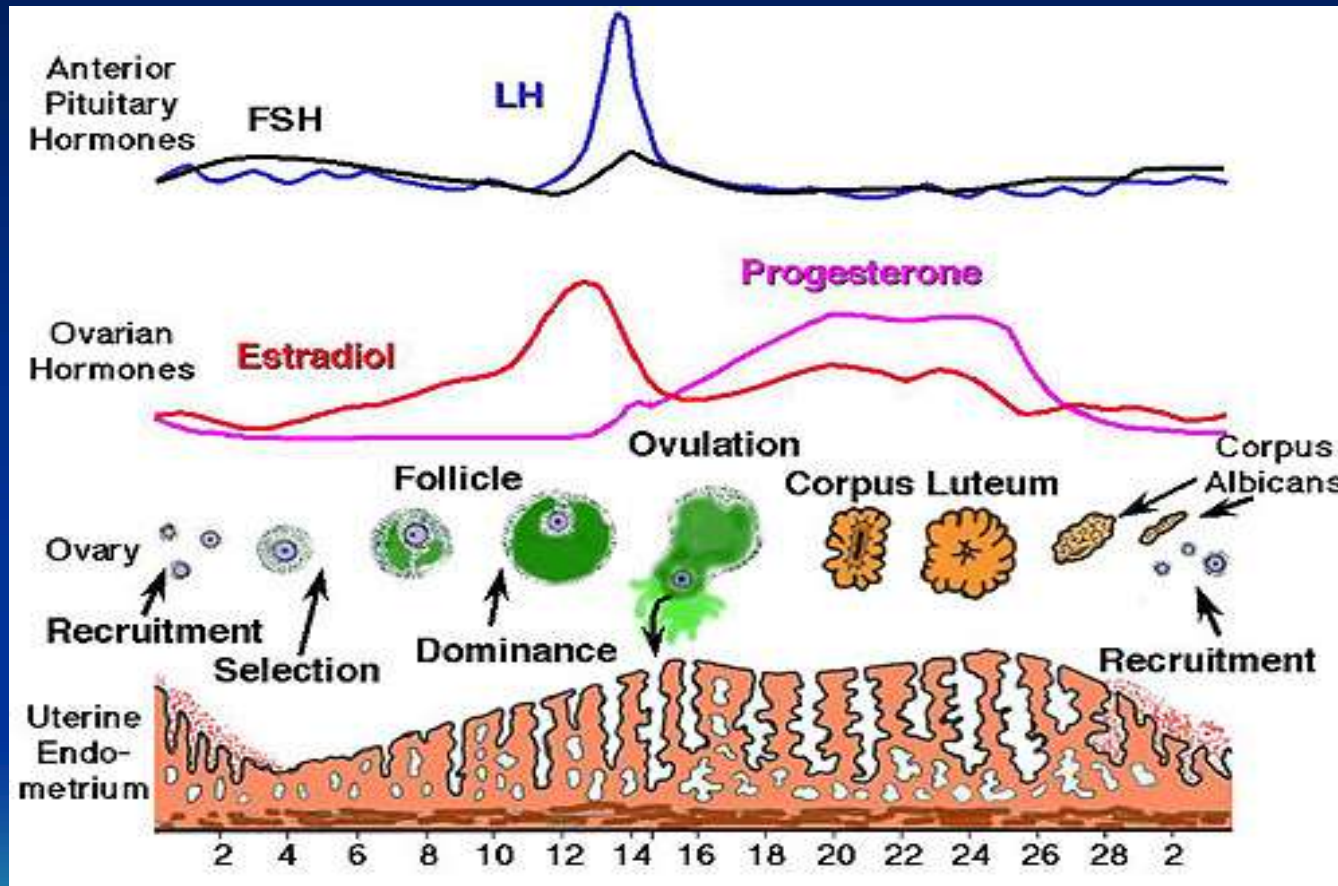 Anterior
Pituitary
Hormones
FSH
LH
Ovarian
Hormones
Estradiol
Progesterone
Ovary
Recruitment
Selection
Follicle
Dominance
Ovulation
Corpus Luteum
Corpus
Albicans
Recruitment
Uterine
Endo-
metrium
2 4 6 8 10 12 14 16 18 20 22 24 26 28 2